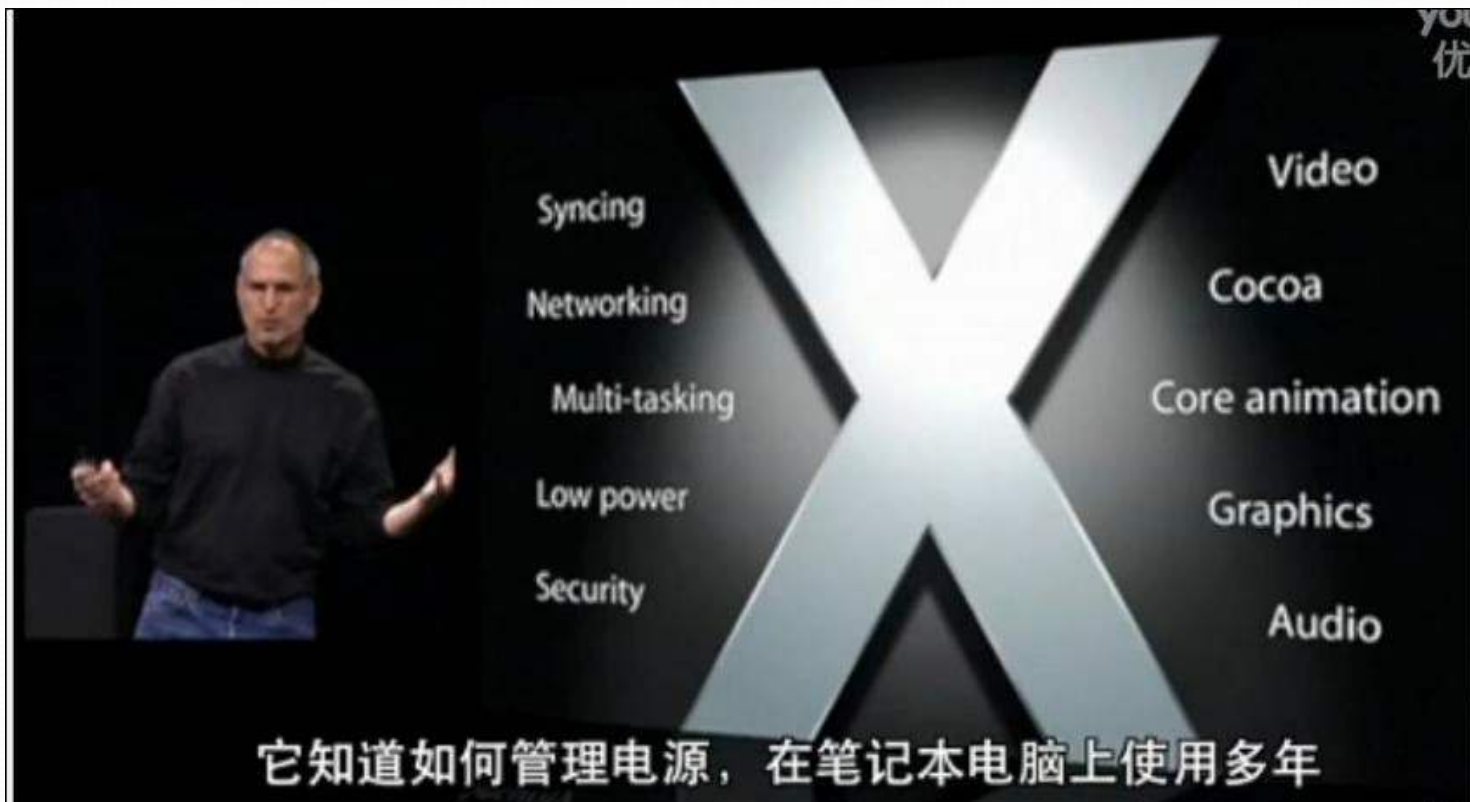 Syncing
Networking
Multi-tasking
Low power
Security
X
Video
Cocoa
Core animation
Graphics
Audio
它知道如何管理电源，在笔记本电脑上使用多年